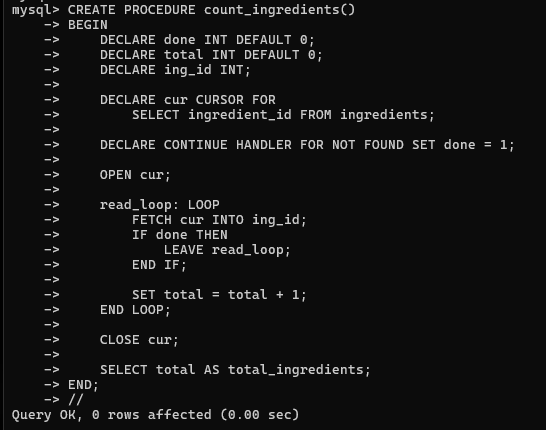 mysql> CREATE PROCEDURE count_ingredients()
    -> BEGIN
    ->     DECLARE done INT DEFAULT 0;
    ->     DECLARE total INT DEFAULT 0;
    ->     DECLARE ing_id INT;
    ->
    ->     DECLARE cur CURSOR FOR
    ->         SELECT ingredient_id FROM ingredients;
    ->
    ->     DECLARE CONTINUE HANDLER FOR NOT FOUND SET done = 1;
    ->
    ->     OPEN cur;
    ->
    ->     read_loop: LOOP
    ->         FETCH cur INTO ing_id;
    ->         IF done THEN
    ->             LEAVE read_loop;
    ->         END IF;
    ->
    ->         SET total = total + 1;
    ->     END LOOP;
    ->
    ->     CLOSE cur;
    ->
    ->     SELECT total AS total_ingredients;
    -> END;
    -> //
Query OK, 0 rows affected (0.00 sec)